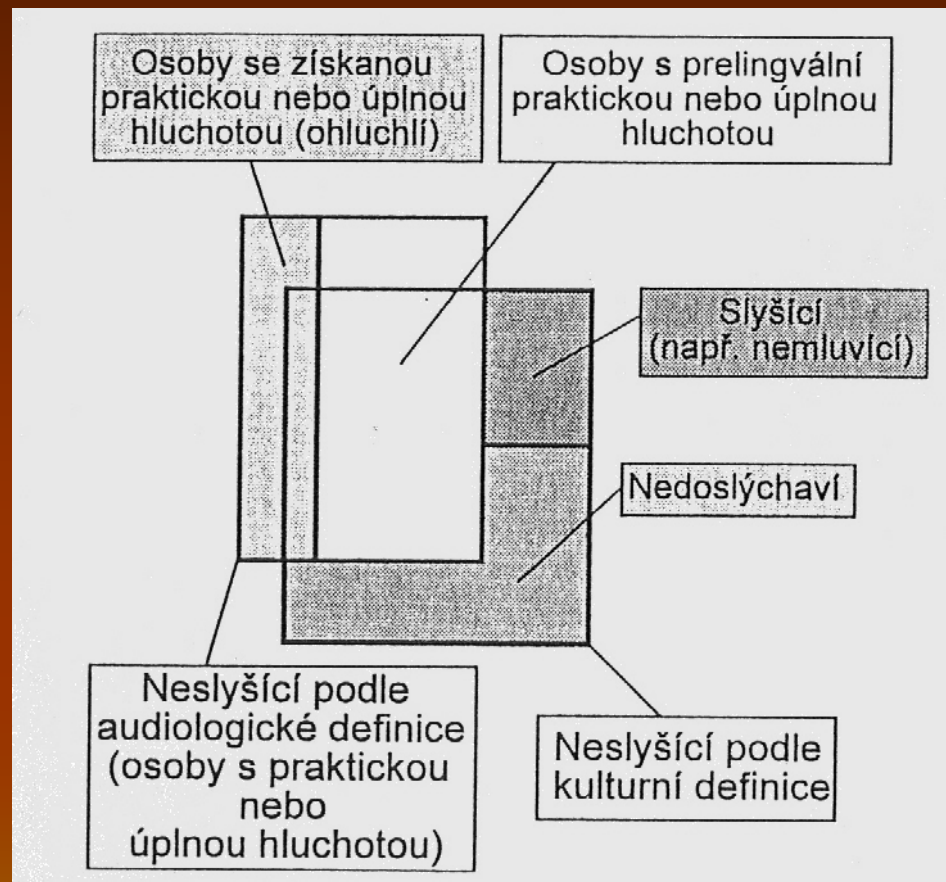 Osoby se získanou
praktickou nebo úplnou
hluchotou (ohluchlí)
Osoby s prelingvální
praktickou nebo úplnou
hluchotou
Slyšící
(např. nemluvící)
Nedoslýchaví
Neslyšící podle
audiologické definice
(osoby s praktickou
nebo
úplnou hluchotou)
Neslyšící podle
kulturní definice